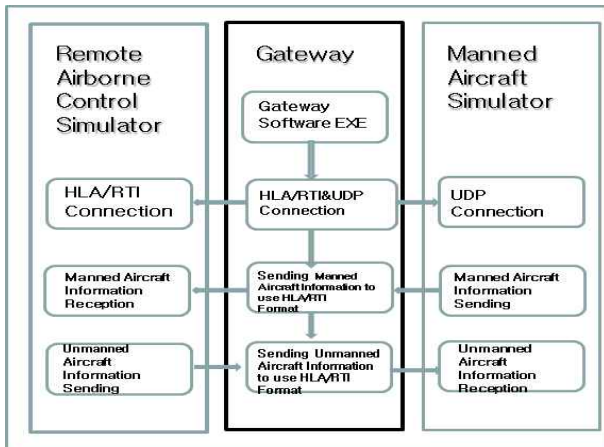 Remote
Airborne
Control
Simulator
Gateway
Manned
Aircraft
Simulator
Gateway
Software EXE
HLA/RTI
Connection
HLA/RTI&UDP
Connection
UDP
Connection
Manned Aircraft
Information
Reception
Sending Manned
Aircraft Information to
use HLA/RTI
Format
Manned Aircraft
Information
Sending
Unmanned
Aircraft
Information
Sending
Sending Unmanned
Aircraft Information
to use HLA/RTI
Format
Unmanned
Aircraft
Information
Reception